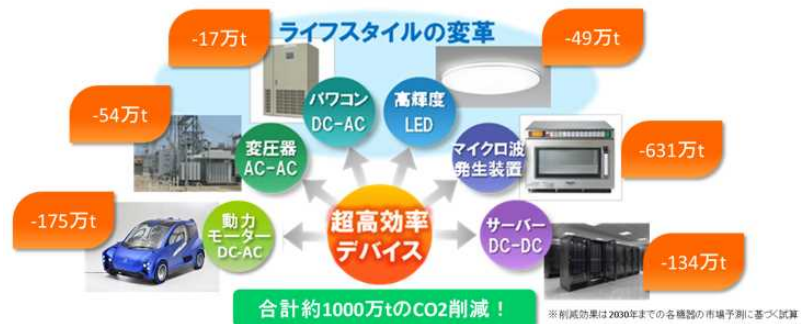 ライフスタイルの変革
-17万t
-49万t
パワコン
DC-AC
高輝度
LED
-54万t
変圧器
AC-AC
マイクロ波
発生装置
-631万t
-175万t
動力
モーター
DC-AC
超高効率
デバイス
サーバー
DC-DC
-134万t
合計約1000万tのCO2削減！
※削減効果は2030年までの各機器の市場予測に基づく試算